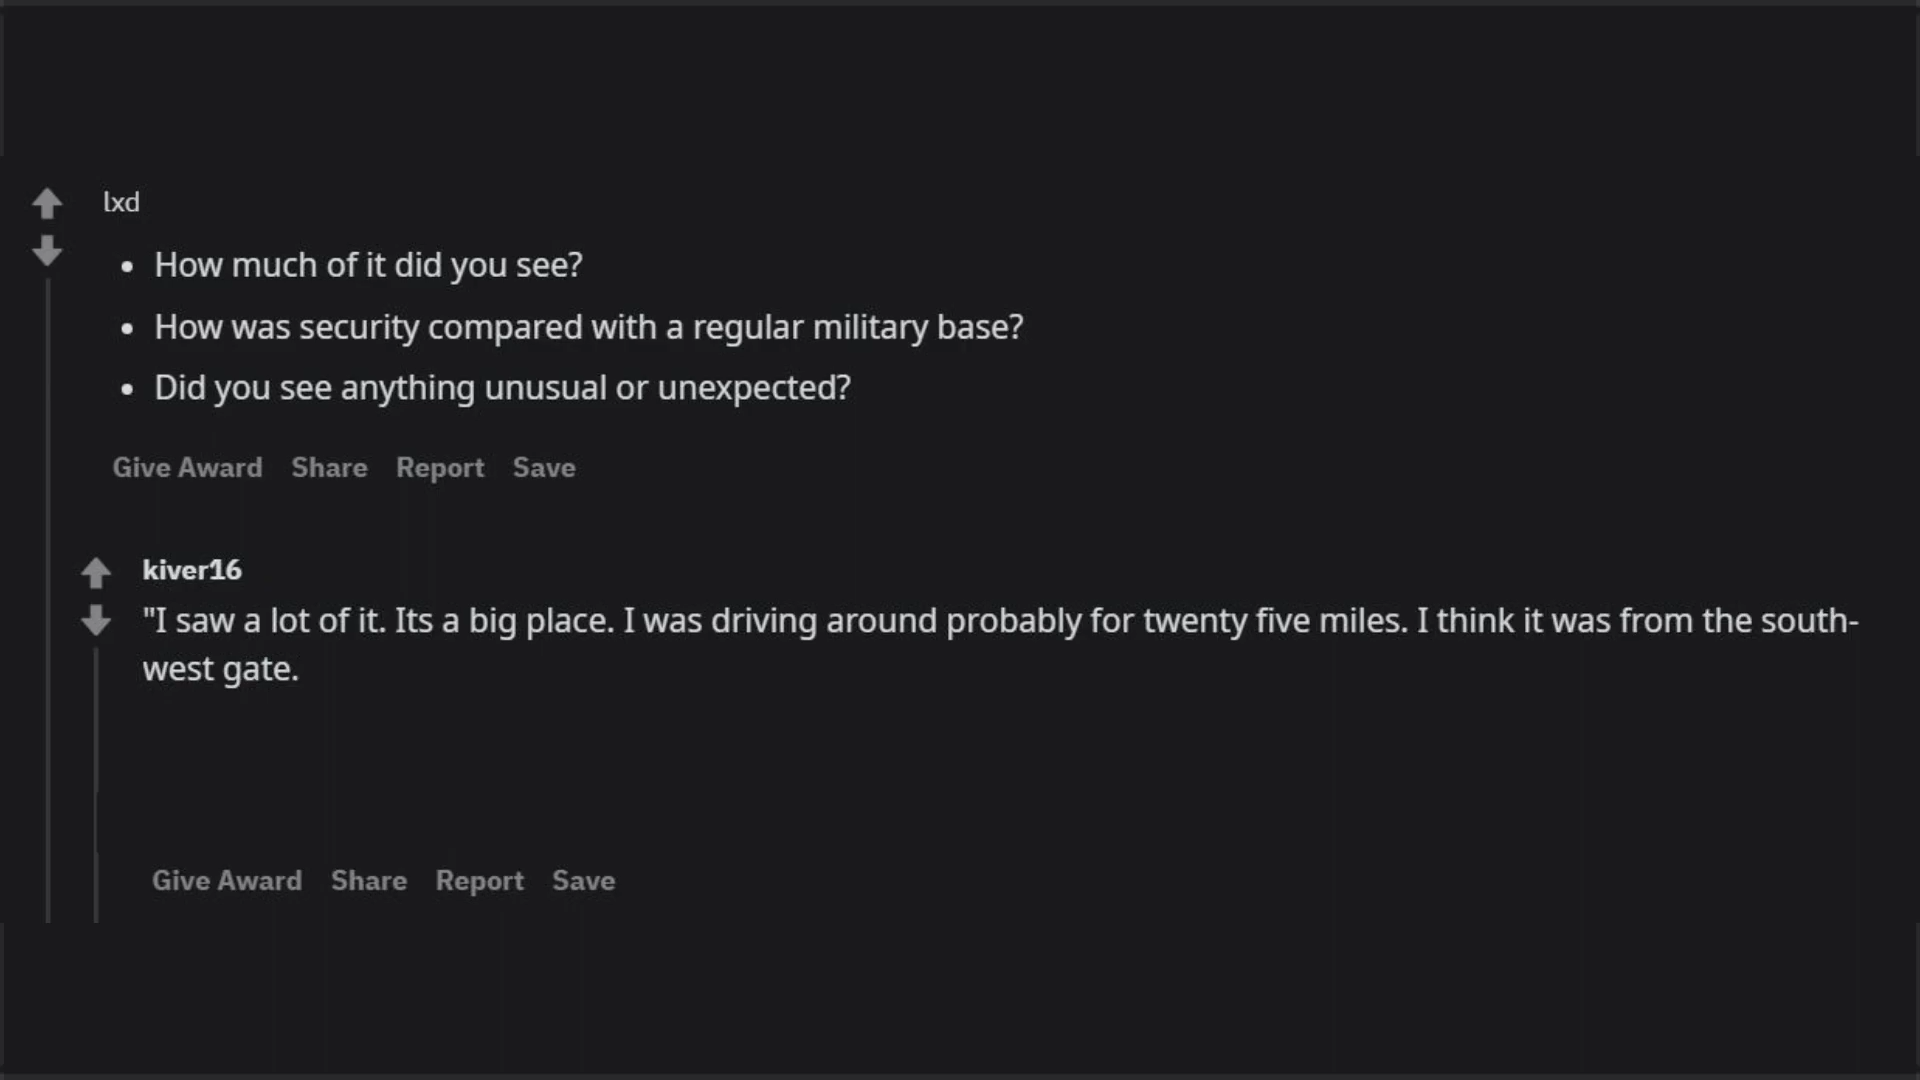 lxd
• How much of it did you see?
• How was security compared with a regular military base?
• Did you see anything unusual or unexpected?
Give Award Share Report Save
kiver16
"I saw a lot of it. Its a big place. I was driving around probably for twenty five miles. I think it was from the south-
west gate.
Give Award Share Report Save